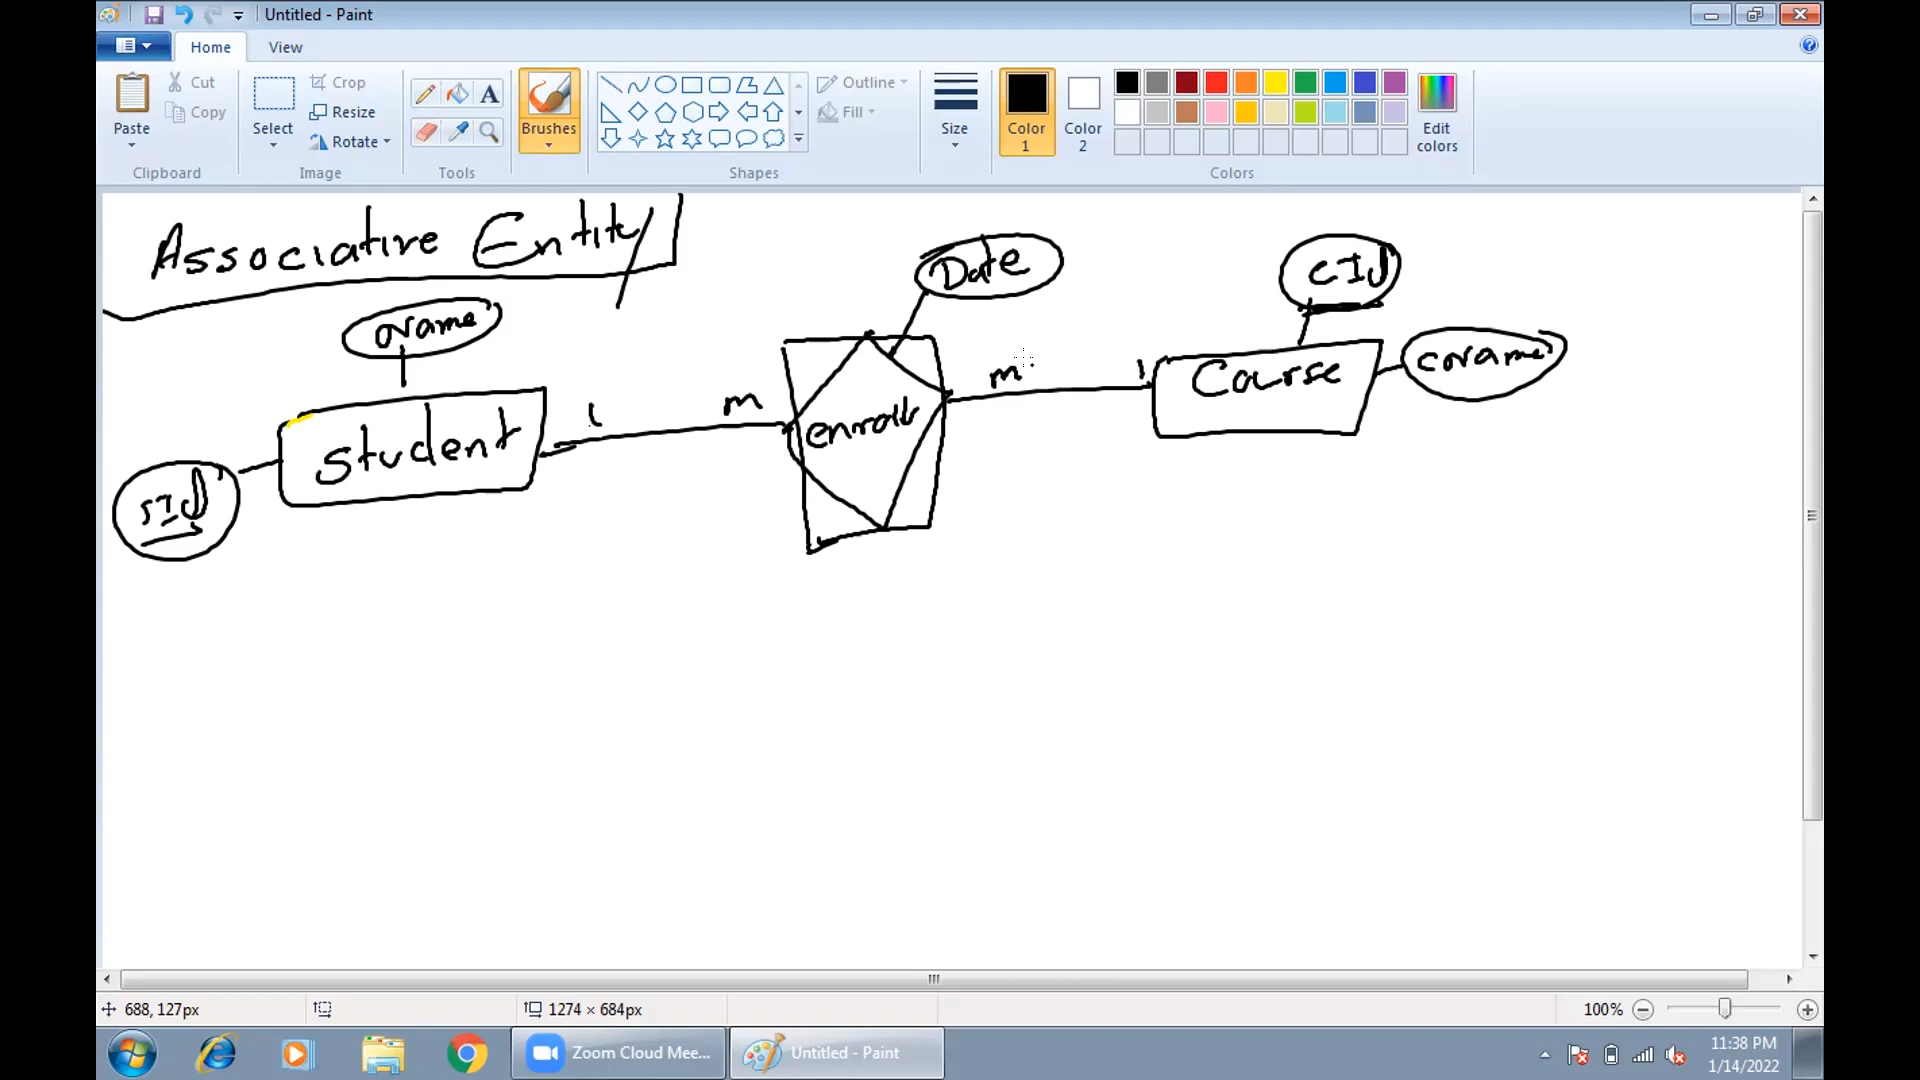 Untitled - Paint
Home View
Paste
Cut
Copy
Clipboard
Select
Crop
Resize
Rotate
Image
Tools
Brushes
Outline
Fill
Shapes
Size
Color 1
Color 2
Edit colors
Colors
Associative Entity
Date
CId
Name
m
1
Course
m
1
enroll
Student
SId
688, 127px
1274 × 684px
100%
Zoom Cloud Mee...
Untitled - Paint
11:38 PM
1/14/2022